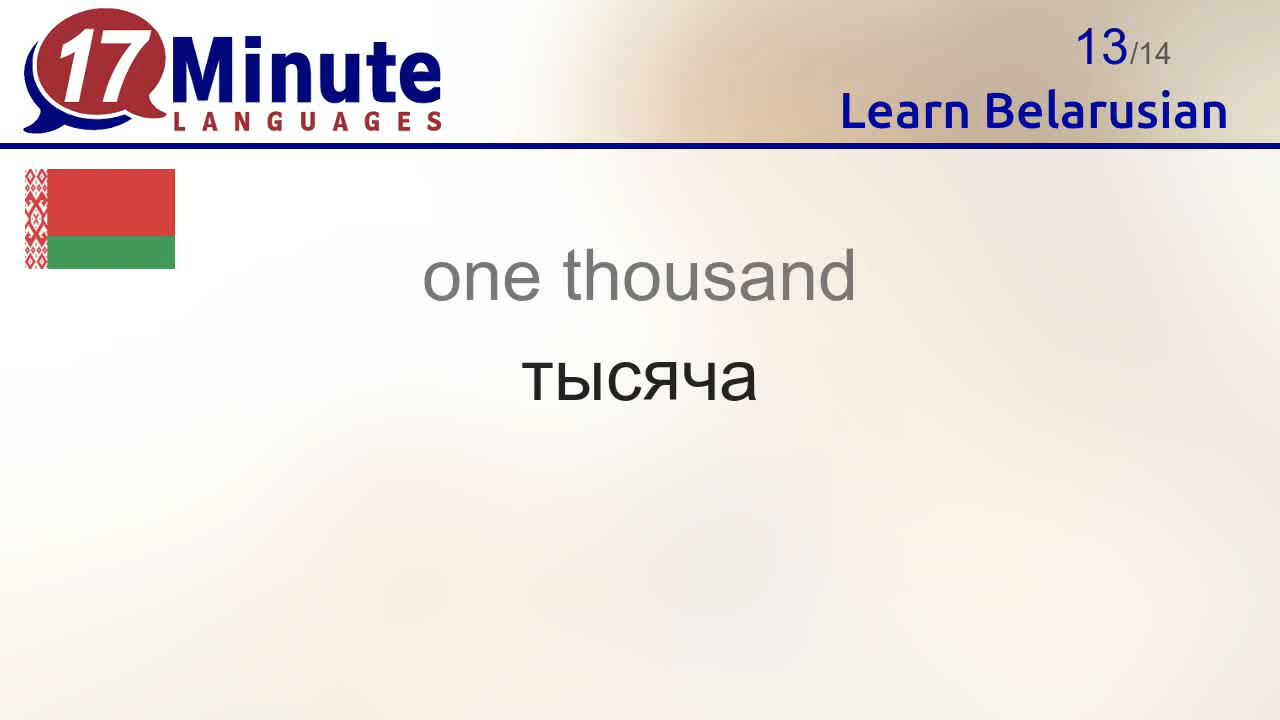 17 Minute
LANGUAGES
13/14
Learn Belarusian
one thousand
тысяча